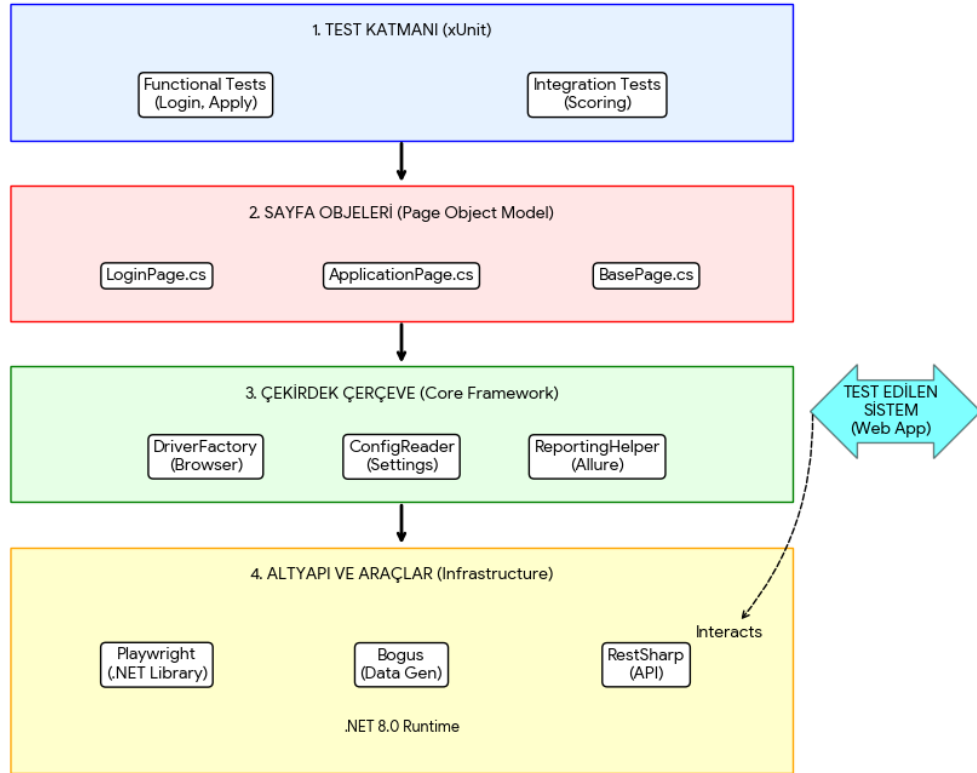 1. TEST KATMANI (xUnit)
Functional Tests
(Login, Apply)
Integration Tests
(Scoring)
2. SAYFA OBJELERİ (Page Object Model)
LoginPage.cs
ApplicationPage.cs
BasePage.cs
3. ÇEKİRDEK ÇERÇEVE (Core Framework)
DriverFactory
(Browser)
ConfigReader
(Settings)
ReportingHelper
(Allure)
TEST EDİLEN
SİSTEM
(Web App)
4. ALTYAPI VE ARAÇLAR (Infrastructure)
Interacts
Playwright
(.NET Library)
Bogus
(Data Gen)
RestSharp
(API)
.NET 8.0 Runtime